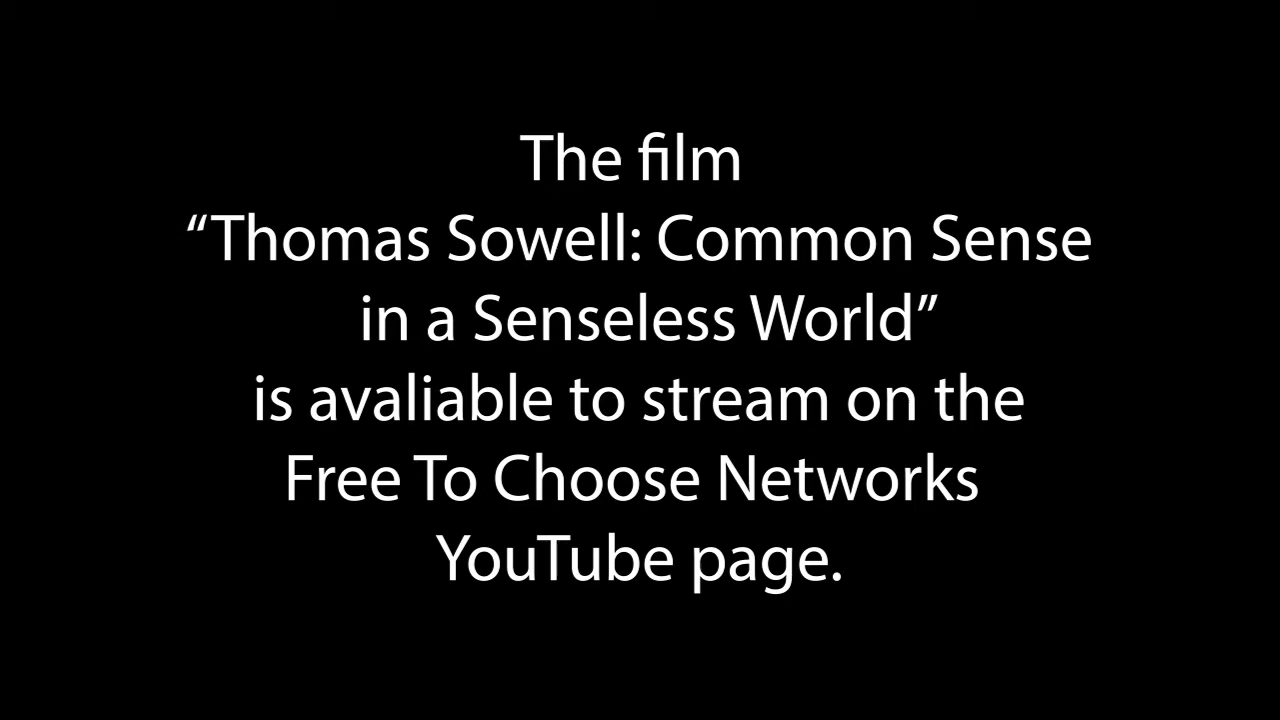 The film
“Thomas Sowell: Common Sense
in a Senseless World”
is avaliable to stream on the
Free To Choose Networks
YouTube page.